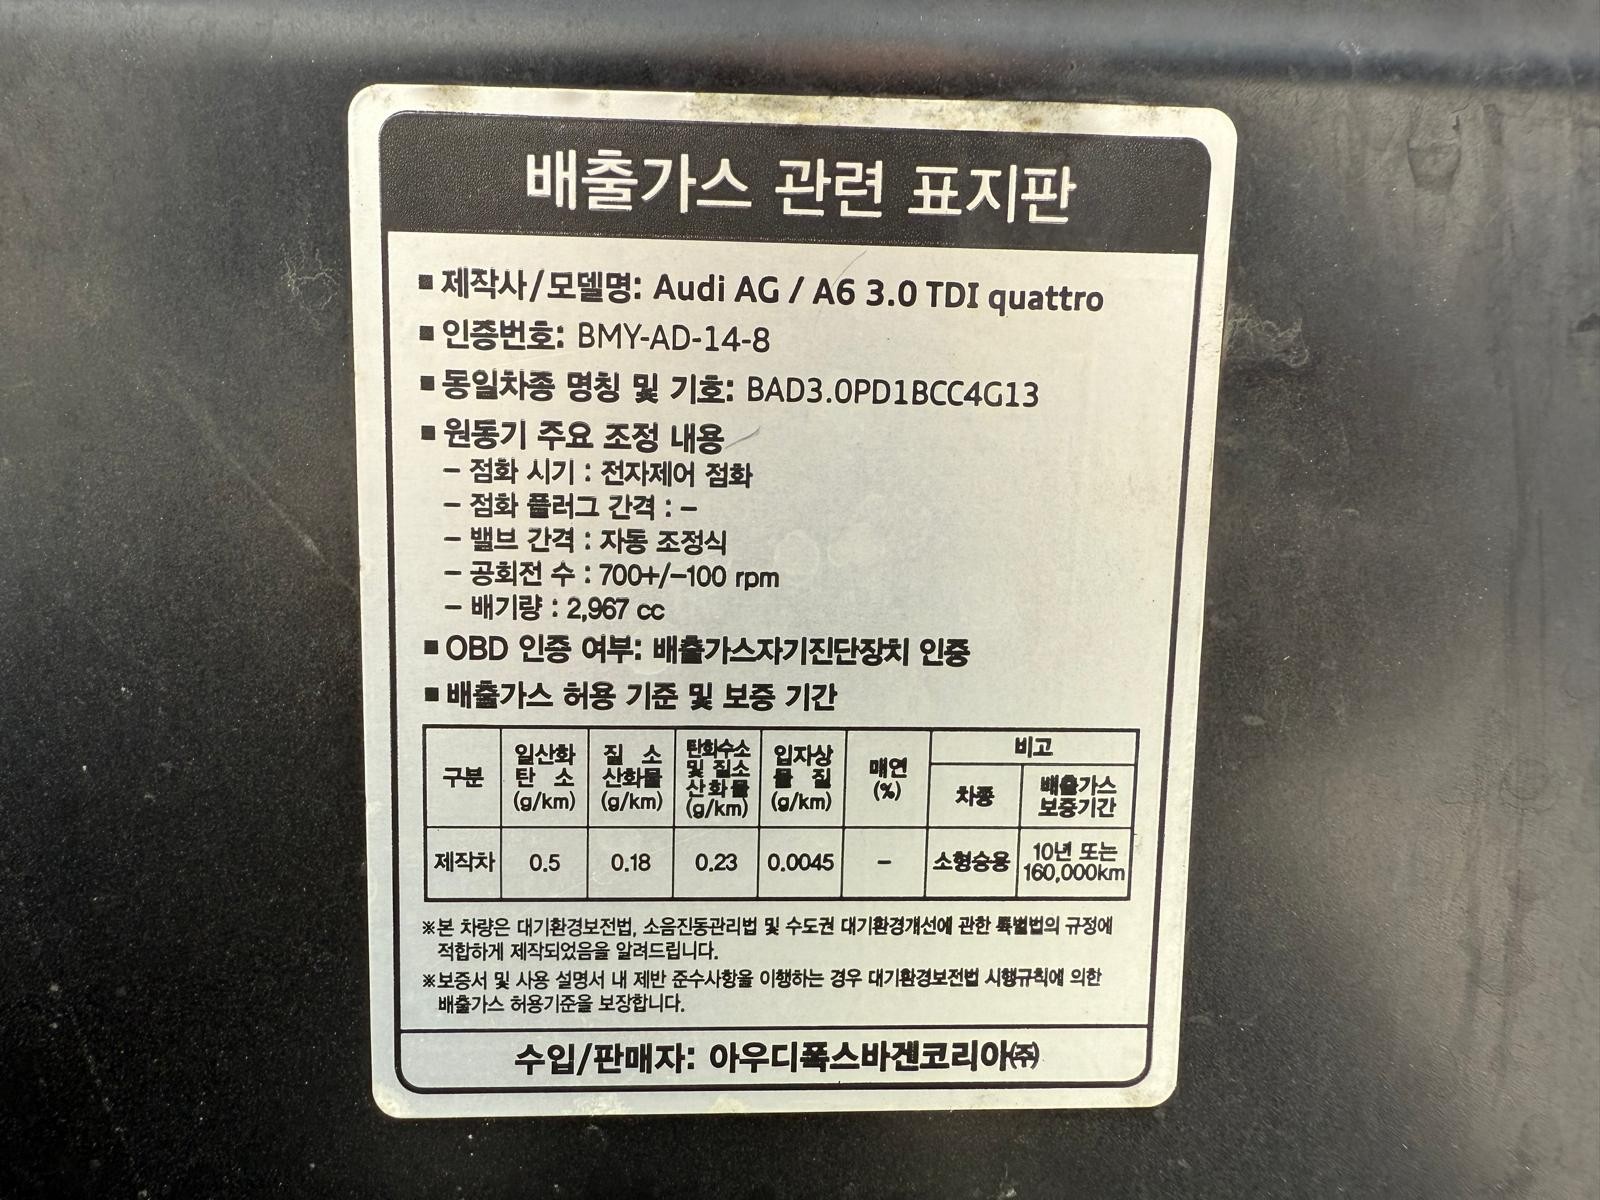 배출가스 관련 표지판
■ 제작사/모델명: Audi AG / A6 3.0 TDI quattro
■ 인증번호: BMY-AD-14-8
■ 동일차종 명칭 및 기호: BAD3.0PD1BCC4G13
■ 원동기 주요 조정 내용
– 점화 시기 : 전자제어 점화
– 점화 플러그 간격 : –
– 밸브 간격 : 자동 조정식
– 공회전 수 : 700+/–100 rpm
– 배기량 : 2,967 cc
■ OBD 인증 여부: 배출가스자기진단장치 인증
■ 배출가스 허용 기준 및 보증 기간
구분 일산화 탄 소 (g/km) 질 소 산화물 (g/km) 탄화수소 및 질소 산화물 (g/km) 입자상 물 질 (g/km) 매연 (%) 비고
차종 배출가스 보증기간
제작차 0.5 0.18 0.23 0.0045 – 소형승용 10년 또는 160,000km
※본 차량은 대기환경보전법, 소음진동관리법 및 수도권 대기환경개선에 관한 특별법의 규정에
적합하게 제작되었음을 알려드립니다.
※보증서 및 사용 설명서 내 제반 준수사항을 이행하는 경우 대기환경보전법 시행규칙에 의한
배출가스 허용기준을 보장합니다.
수입/판매자: 아우디폭스바겐코리아㈜